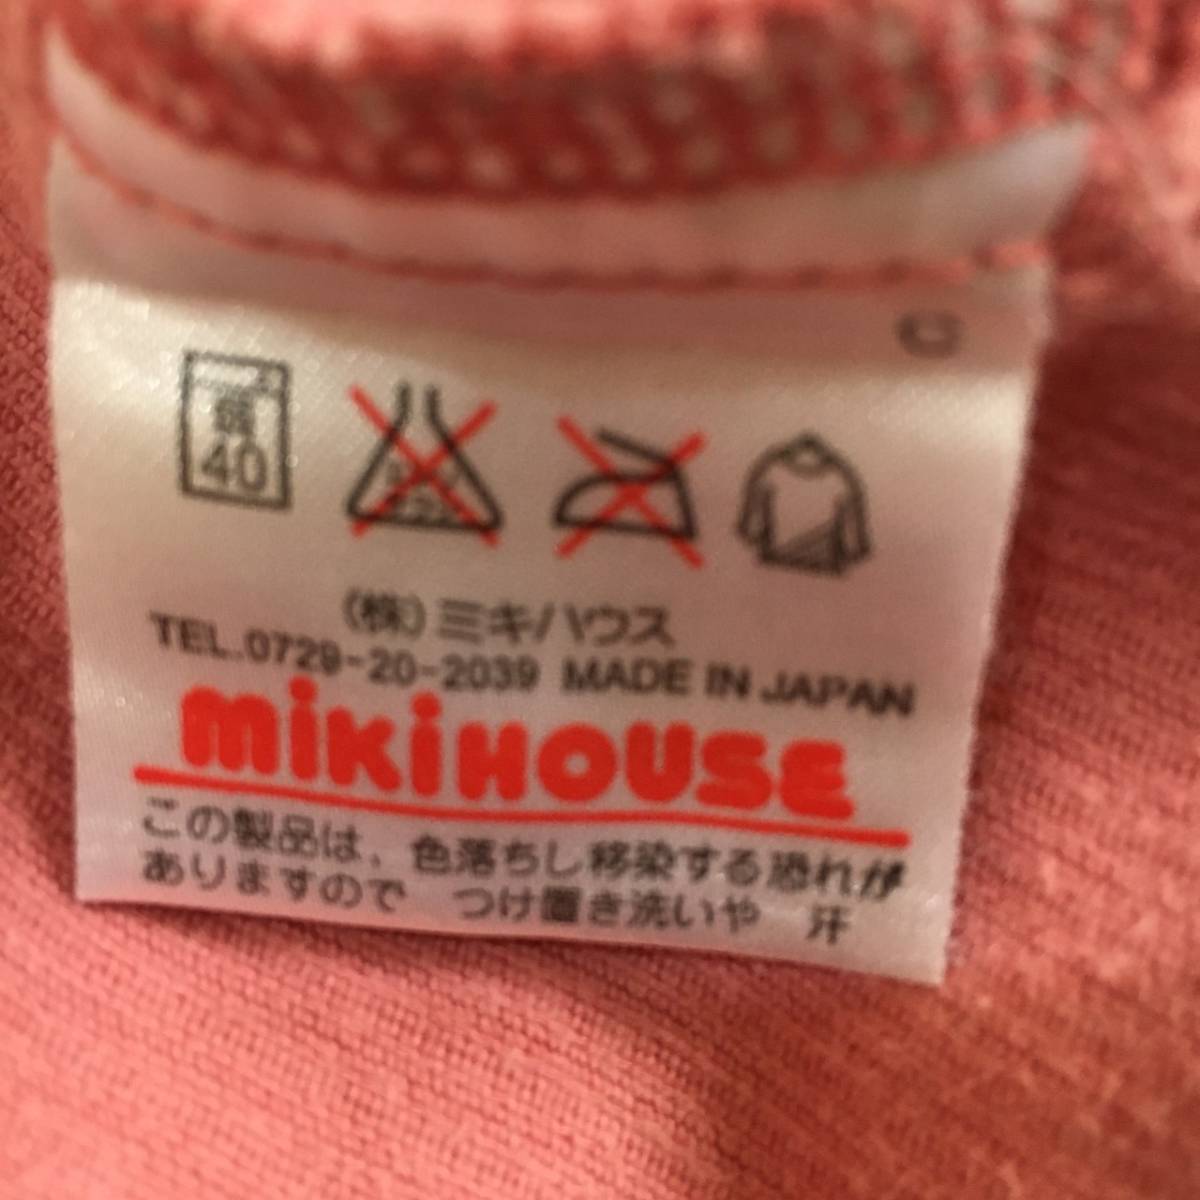 C
弱
40
(株)ミキハウス
TEL.0729-20-2039 MADE IN JAPAN
mikiHOUSE
この製品は、色落ちし移染する恐れが
ありますので つけ置き洗いや 汗